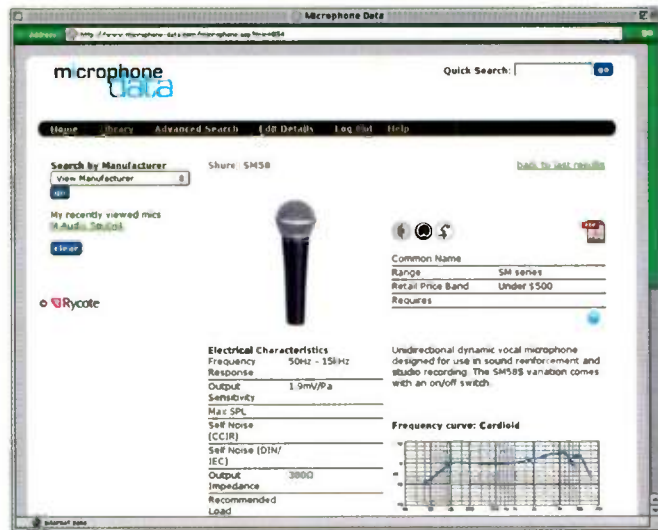 Microphone Data
Address
microphone
data
Quick Search:
go
Home Library Advanced Search Edit Details Log Out Help
Search by Manufacturer
View Manufacturer
go
My recently viewed mics
clear
Rycote
Shure: SM58
back to last results
Common Name
Range SM series
Retail Price Band Under $500
Requires
Electrical Characteristics
Frequency Response 50Hz - 15kHz
Output Sensitivity 1.9mV/Pa
Max SPL
Self Noise (CCIR)
Self Noise (DIN/IEC)
Output Impedance 300Ω
Recommended Load
Unidirectional dynamic vocal microphone
designed for use in sound reinforcement and
studio recording. The SM58S variation comes
with an on/off switch.
Frequency curve: Cardioid
Internet zone